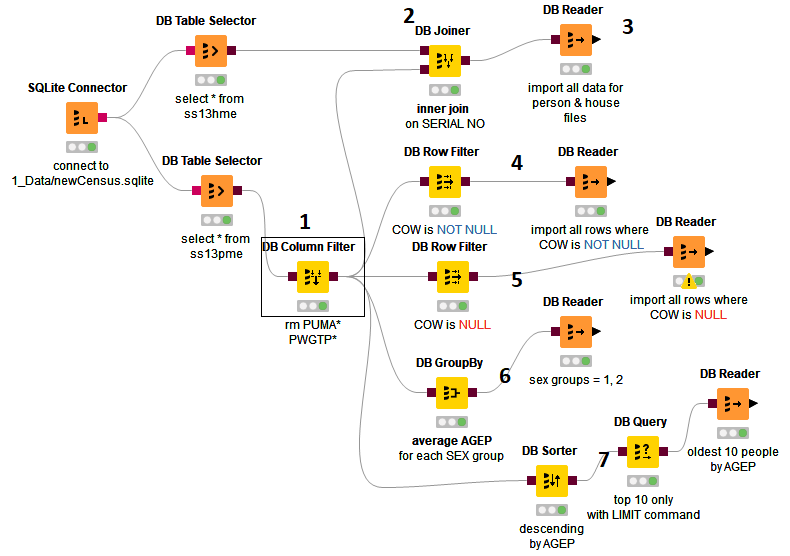 2
3
DB Table Selector
DB Joiner
DB Reader
select * from
ss13hme
inner join
on SERIAL NO
import all data for
person & house
files
SQLite Connector
connect to
1_Data/newCensus.sqlite
DB Table Selector
select * from
ss13pme
DB Row Filter
4
DB Reader
COW is NOT NULL
import all rows where
COW is NOT NULL
1
DB Column Filter
rm PUMA*
PWGTP*
DB Row Filter
5
DB Reader
COW is NULL
import all rows where
COW is NULL
DB GroupBy
6
DB Reader
average AGEP
for each SEX group
sex groups = 1, 2
DB Sorter
7
DB Query
DB Reader
descending
by AGEP
top 10 only
with LIMIT command
oldest 10 people
by AGEP